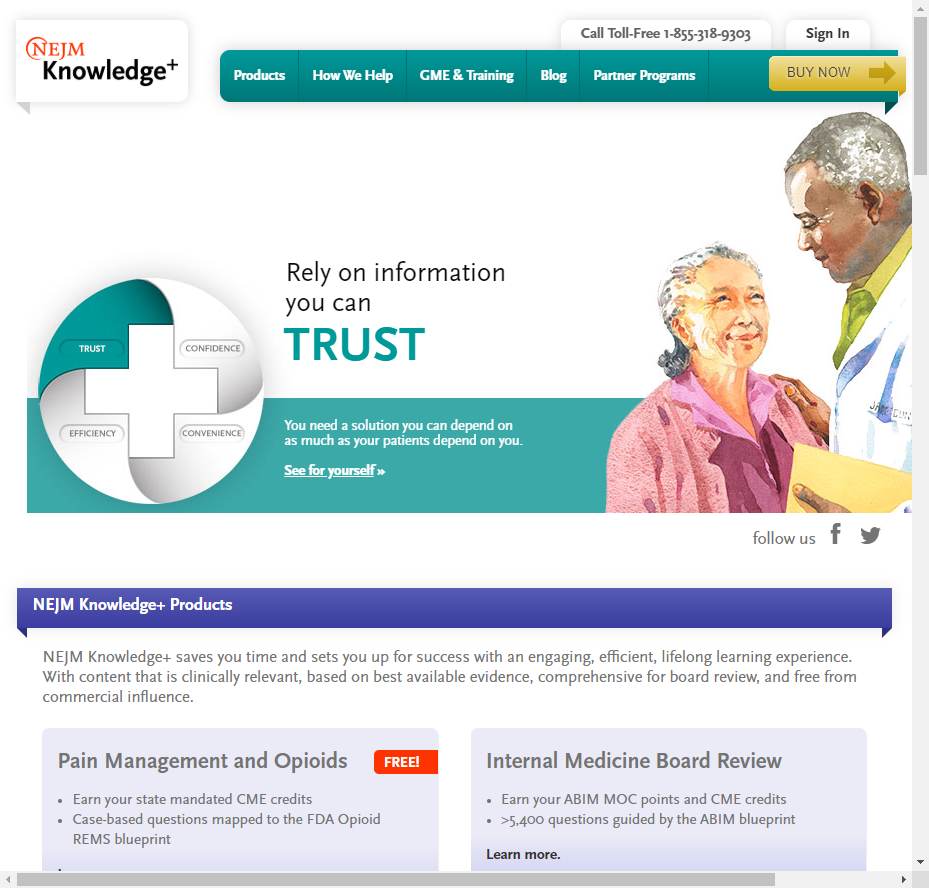 NEJM
Knowledge+
Call Toll-Free 1-855-318-9303
Sign In
Products
How We Help
GME & Training
Blog
Partner Programs
BUY NOW
Rely on information
you can
TRUST
TRUST
CONFIDENCE
EFFICIENCY
CONVENIENCE
You need a solution you can depend on
as much as your patients depend on you.
See for yourself »
follow us
NEJM Knowledge+ Products
NEJM Knowledge+ saves you time and sets you up for success with an engaging, efficient, lifelong learning experience.
With content that is clinically relevant, based on best available evidence, comprehensive for board review, and free from
commercial influence.
Pain Management and Opioids
FREE!
• Earn your state mandated CME credits
• Case-based questions mapped to the FDA Opioid
REMS blueprint
Internal Medicine Board Review
• Earn your ABIM MOC points and CME credits
• >5,400 questions guided by the ABIM blueprint
Learn more.